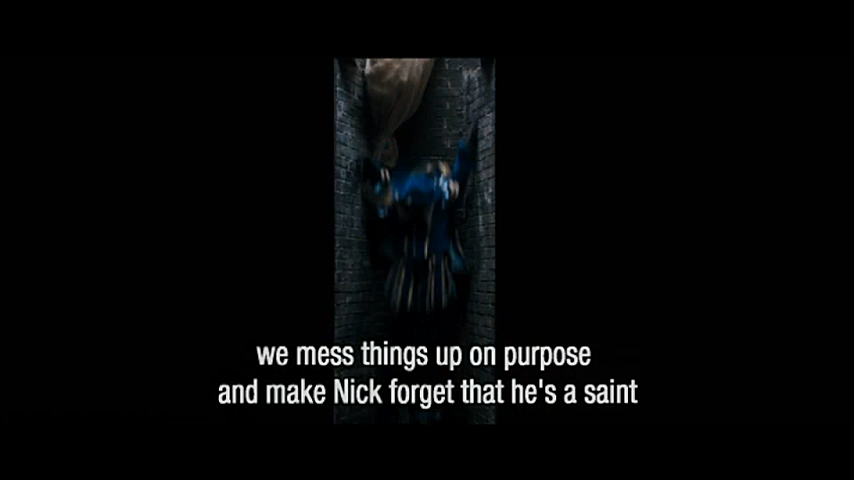 we mess things up on purpose
and make Nick forget that he's a saint